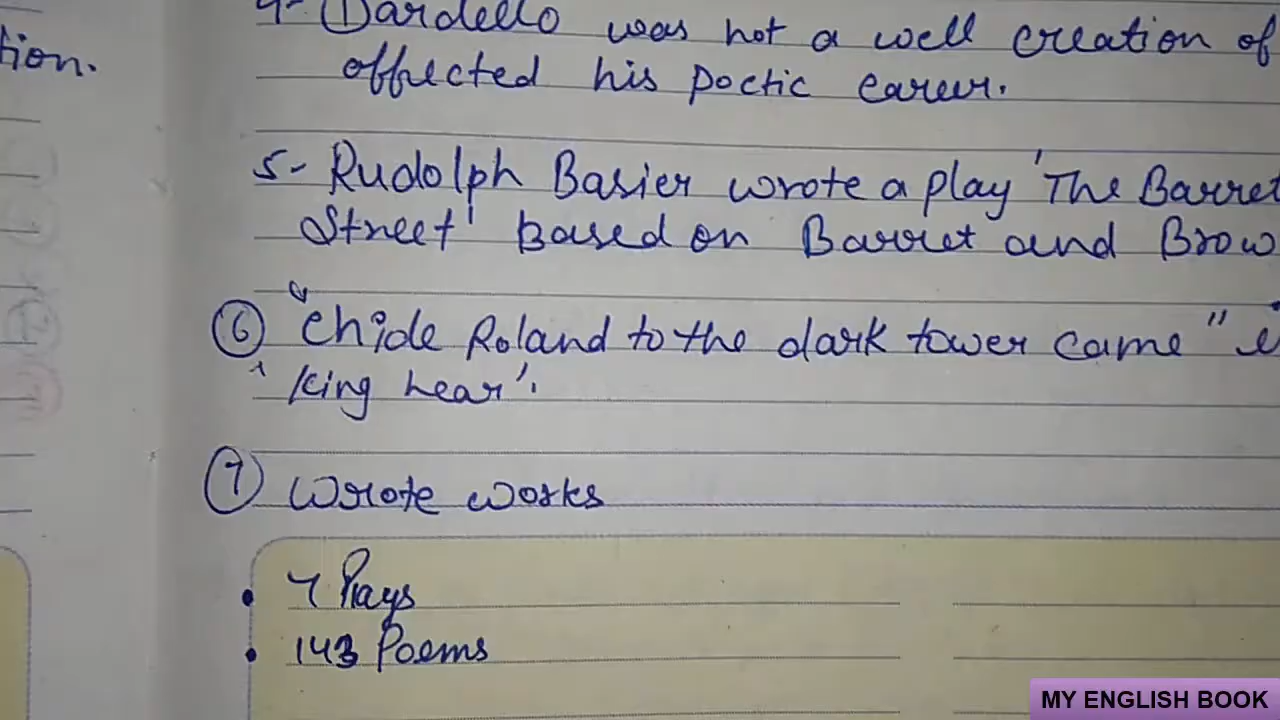 tion.
4- Dardello was not a well creation of
affected his poetic career.
5- Rudolph Basier wrote a play 'The Barret
Street' Based on Barret and Brow
6 "Chide Roland to the dark tower came"
'King Lear'.
7 Wrote works
• 7 Plays
• 143 Poems
MY ENGLISH BOOK